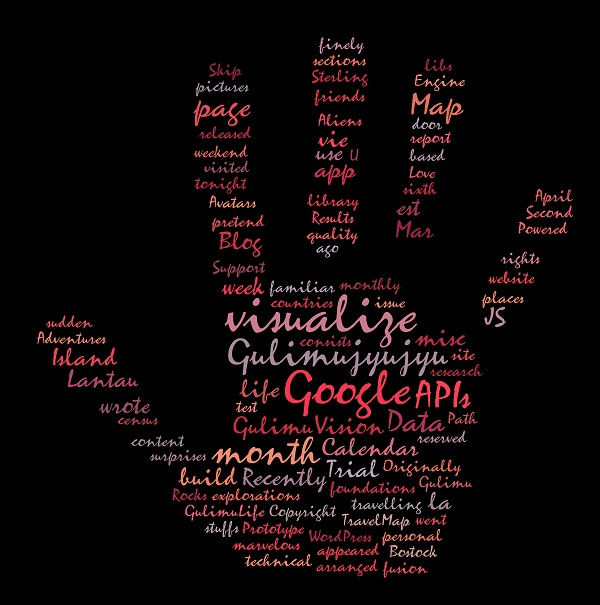 finely
sections
Sterling
friends
Aliens
vie
use U
app
library
Results
quality
ago
Skip
pictures
page
released
weekend
visited
tonight
Avatars
pretend
Blog
Support
week
libs
Engine
Map
door
report
based
Love
sixth
est
Mar
April
Second
Powered
rights
website
places
JS
familiar monthly
countries issue
visualize
consists misc
Gulimujyujyu site
research
sudden
Adventures
Island
Lantau
wrote
census
content
surprises
life Google APIs
test
Gulimu Vision Data Path
reserved
month Calendar
build Recently Trial Originally
foundations Gulimu
Rocks explorations
travelling la
GulimuLife Copyright
TravelMap went
stuffs Prototype
WordPress personal
marvelous appeared Bostock
technical arranged fusion